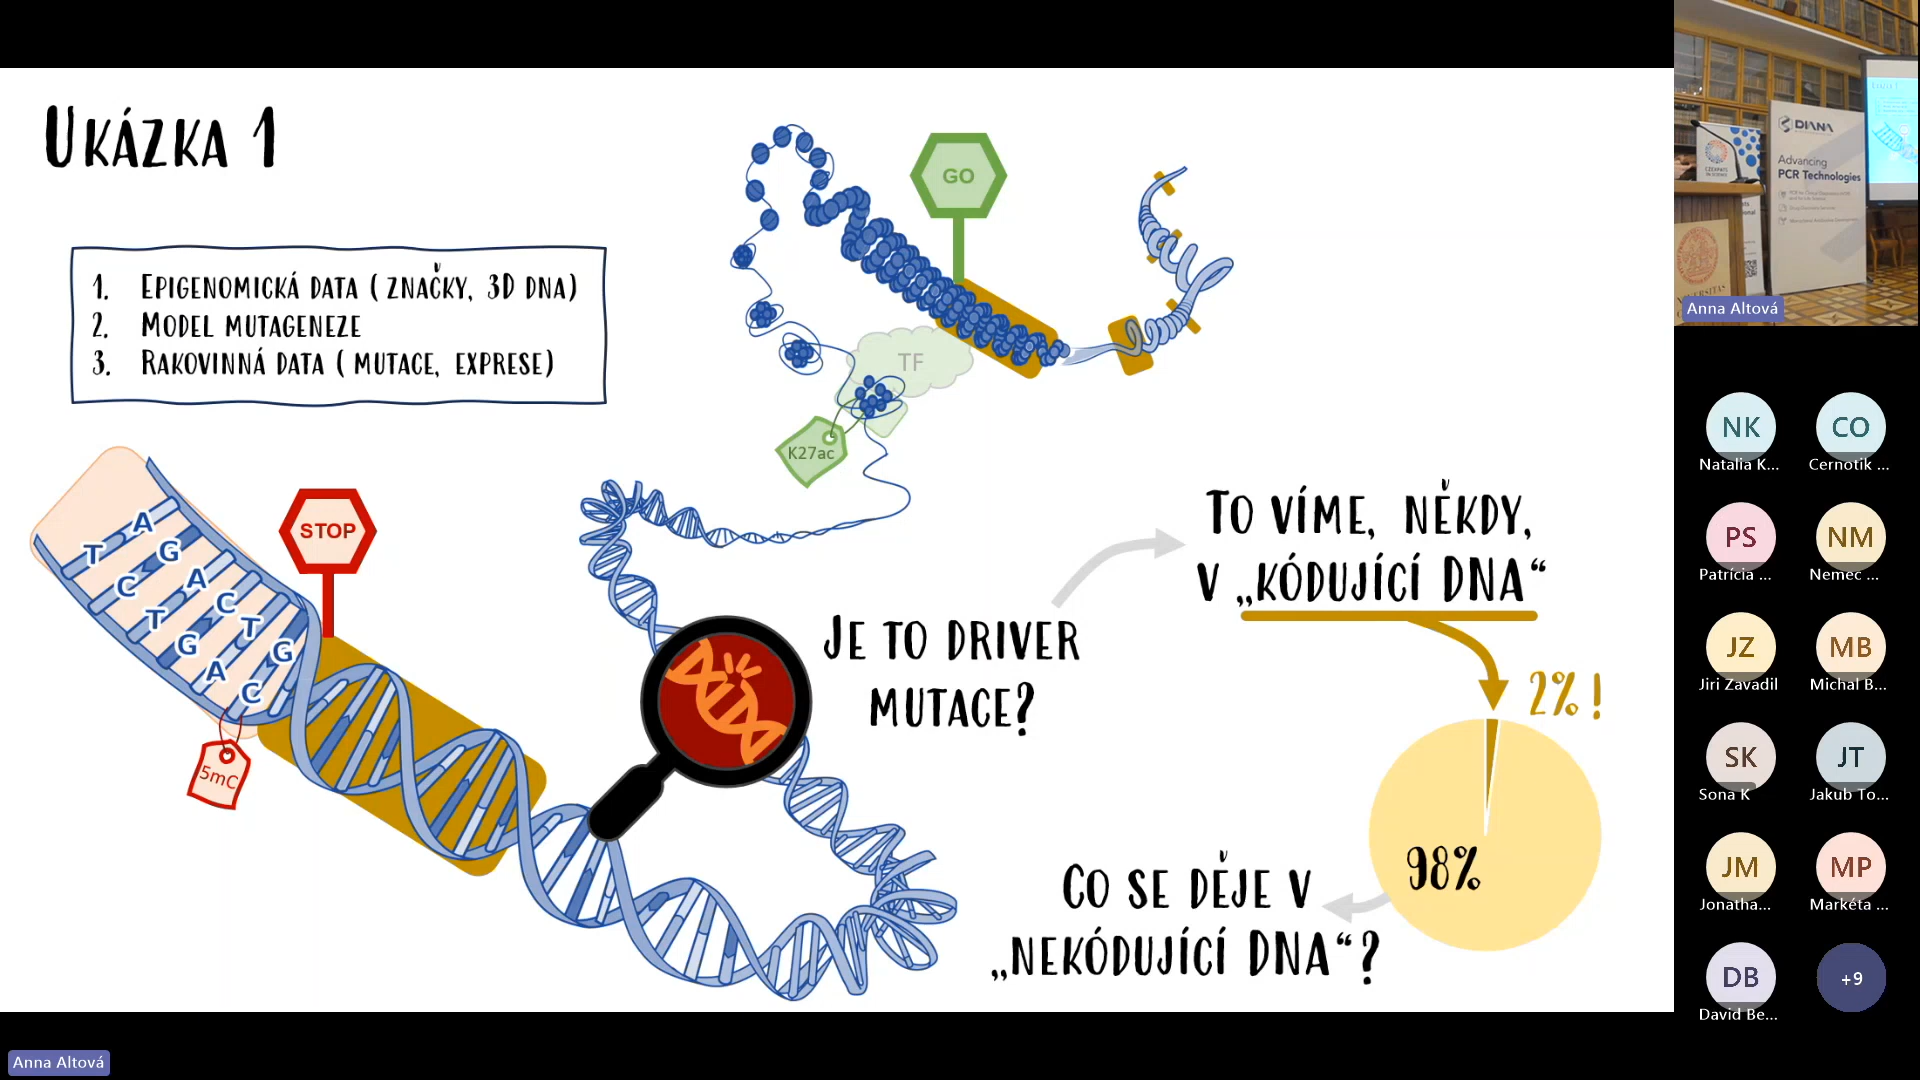 Ukázka 1
1. Epigenomická data (značky, 3D DNA)
2. Model mutageneze
3. Rakovinná data (mutace, exprese)
GO
TF
K27ac
STOP
A
G
A
C
T
G
T
C
T
G
A
C
5mC
Je to driver
mutace?
To víme, někdy,
v „kódující DNA“
2% !
98%
Co se děje v
„nekódující DNA“?
DIANA
Advancing
PCR Technologies
Anna Altová
NK
Natalia K...
CO
Cernotik ...
PS
Patrícia ...
NM
Nemec ...
JZ
Jiri Zavadil
MB
Michal B...
SK
Sona K
JT
Jakub To...
JM
Jonatha...
MP
Markéta ...
DB
David Be...
+9
Anna Altová